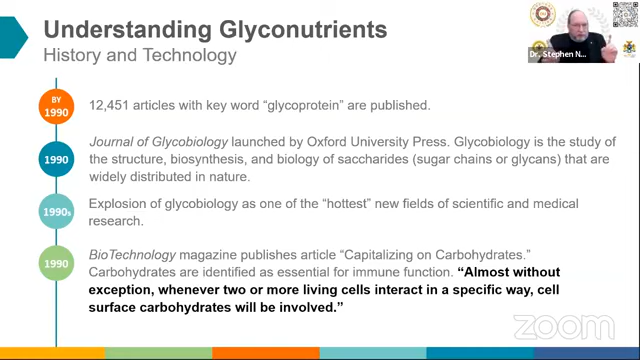 Understanding Glyconutrients
History and Technology
Dr. Stephen N...
BY
1990
12,451 articles with key word “glycoprotein” are published.
1990
Journal of Glycobiology launched by Oxford University Press. Glycobiology is the study
of the structure, biosynthesis, and biology of saccharides (sugar chains or glycans) that are
widely distributed in nature.
1990s
Explosion of glycobiology as one of the “hottest” new fields of scientific and medical
research.
1990
BioTechnology magazine publishes article “Capitalizing on Carbohydrates.”
Carbohydrates are identified as essential for immune function. “Almost without
exception, whenever two or more living cells interact in a specific way, cell
surface carbohydrates will be involved.”
zoom